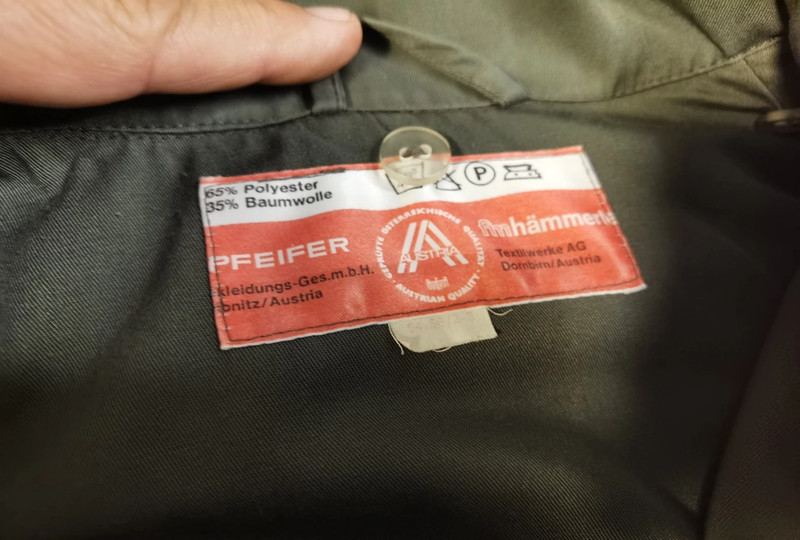 65% Polyester
35% Baumwolle
P
PFEIFER
kleidungs-Ges.m.b.H.
bnitz/Austria
GEPRÜFTE ÖSTERREICHISCHE QUALITÄT
AUSTRIA
AUSTRIAN QUALITY
fmhämmerle
Textilwerke AG
Dornbirn/Austria